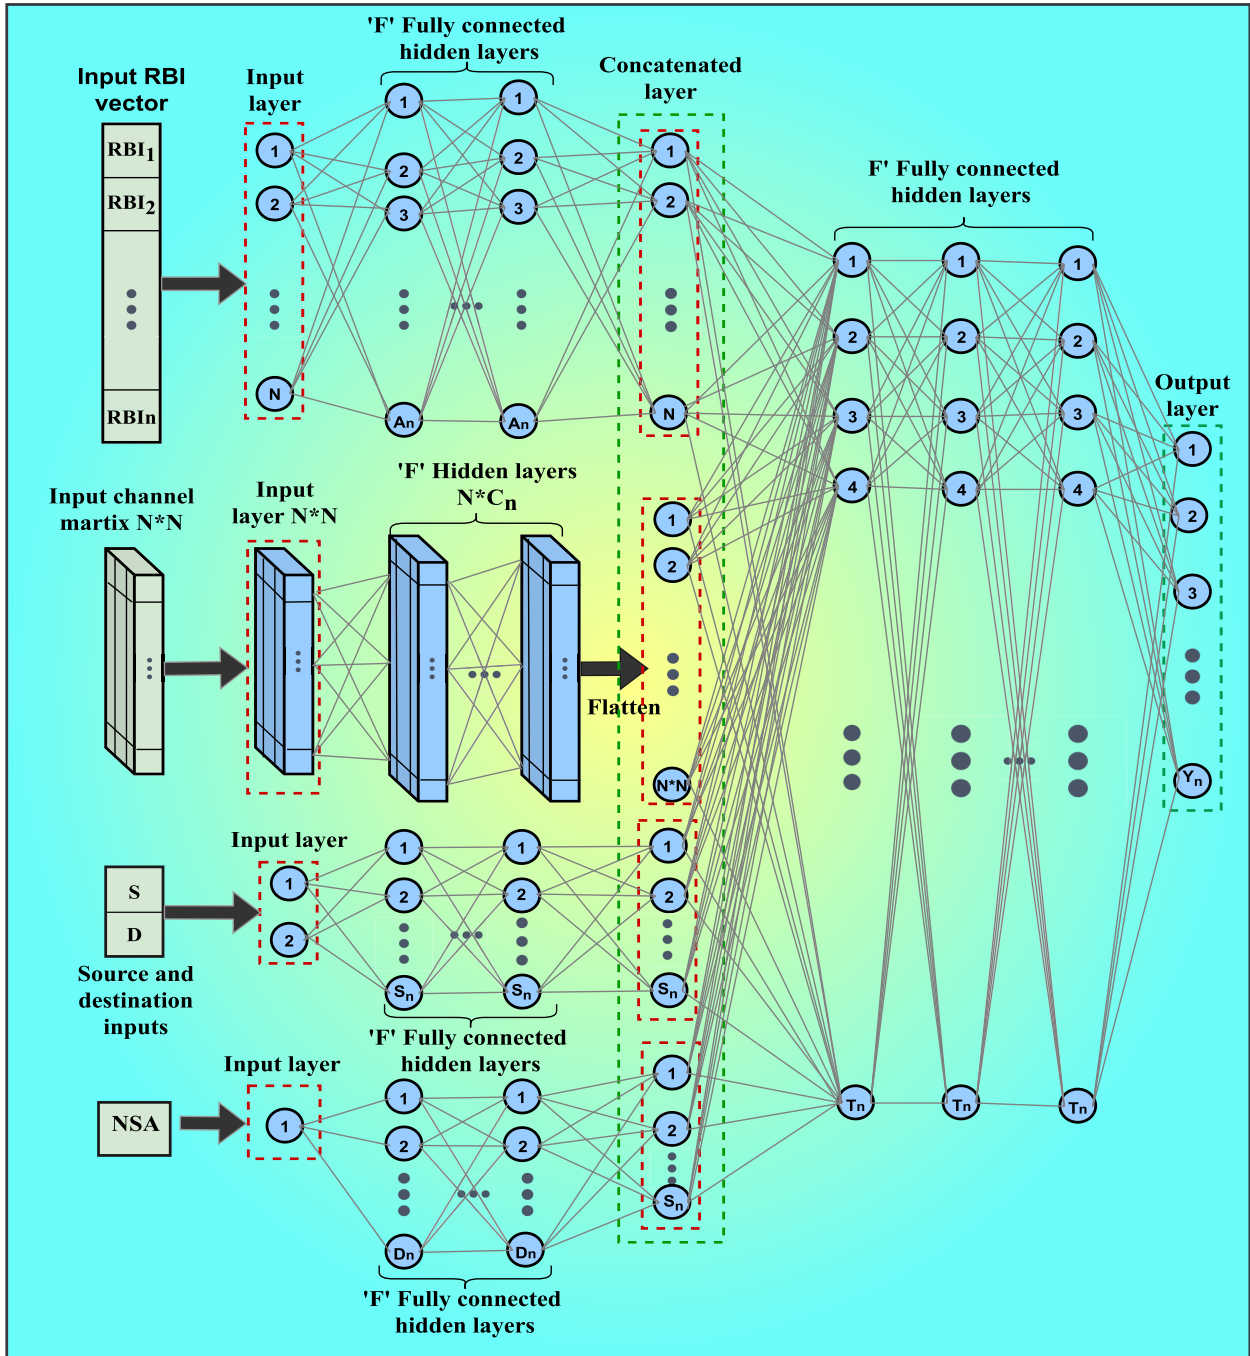 'F' Fully connected
hidden layers
Input RBI
vector
Input
layer
Concatenated
layer
RBI1
RBI2
RBIn
1
2
N
1
2
3
An
1
2
3
An
1
2
N
F' Fully connected
hidden layers
1
2
3
4
Tn
1
2
3
4
Tn
1
2
3
4
Tn
Output
layer
1
2
3
Yn
Input channel
martix N*N
Input
layer N*N
'F' Hidden layers
N*Cn
Flatten
1
2
N*N
Input layer
S
D
Source and
destination
inputs
1
2
1
2
Sn
1
2
Sn
1
2
Sn
'F' Fully connected
hidden layers
Input layer
NSA
1
1
2
Dn
1
2
Dn
1
2
Sn
'F' Fully connected
hidden layers